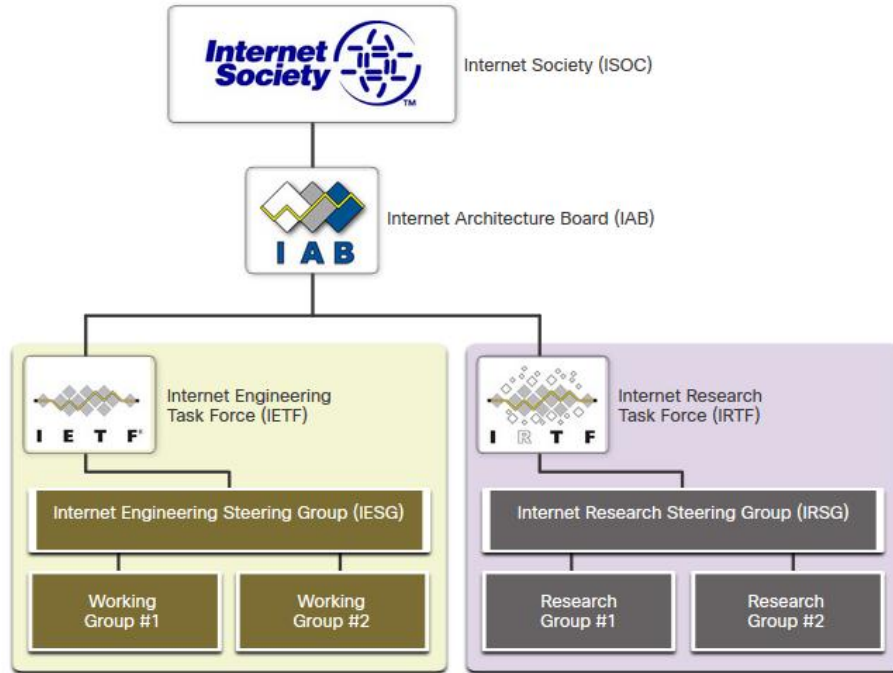 Internet
Society
TM
Internet Society (ISOC)
IAB
Internet Architecture Board (IAB)
IETF®
Internet Engineering
Task Force (IETF)
IRTF
Internet Research
Task Force (IRTF)
Internet Engineering Steering Group (IESG)
Internet Research Steering Group (IRSG)
Working
Group #1
Working
Group #2
Research
Group #1
Research
Group #2